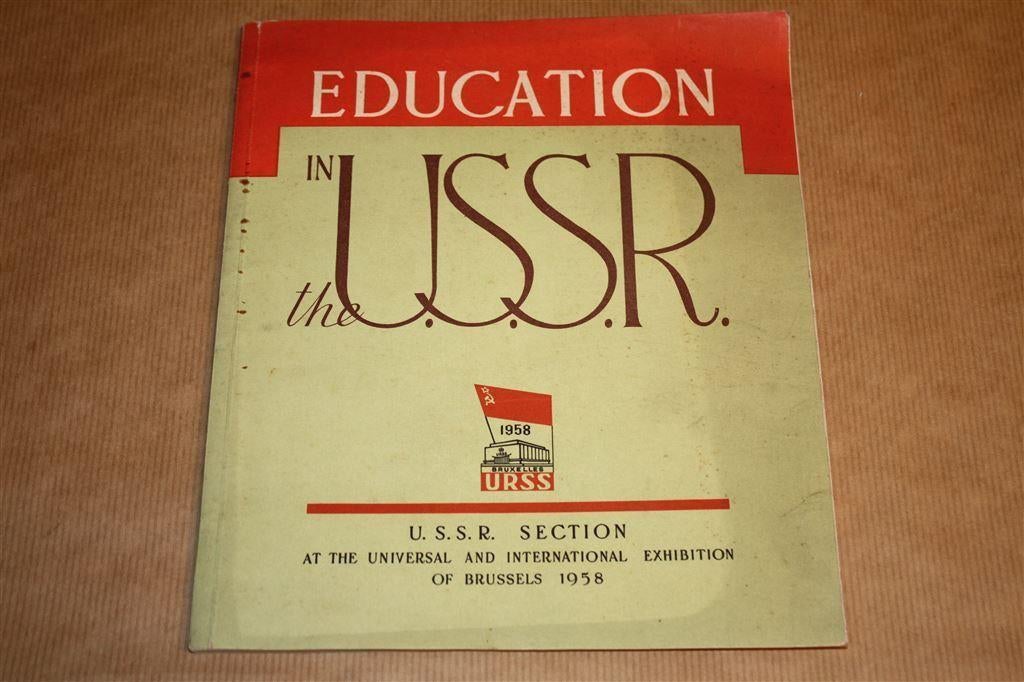 EDUCATION
IN
the U.S.S.R.
1958
BRUXELLES
URSS
U.S.S.R. SECTION
AT THE UNIVERSAL AND INTERNATIONAL EXHIBITION
OF BRUSSELS 1958